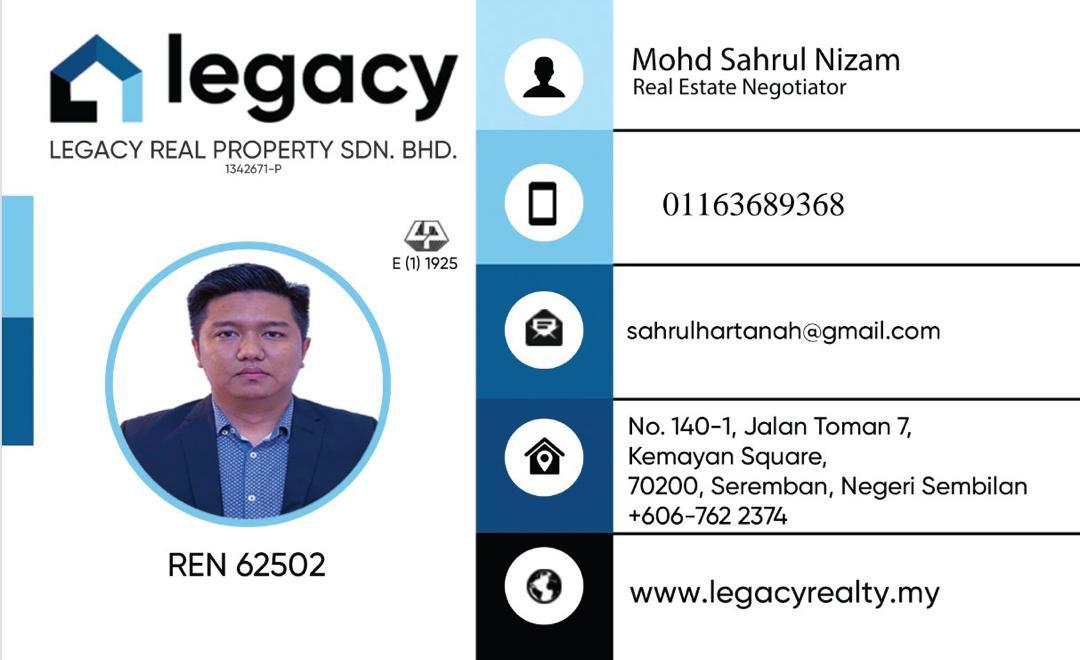 legacy
LEGACY REAL PROPERTY SDN. BHD.
1342671-P
E (1) 1925
REN 62502
Mohd Sahrul Nizam
Real Estate Negotiator
01163689368
sahrulhartanah@gmail.com
No. 140-1, Jalan Toman 7,
Kemayan Square,
70200, Seremban, Negeri Sembilan
+606-762 2374
www.legacyrealty.my